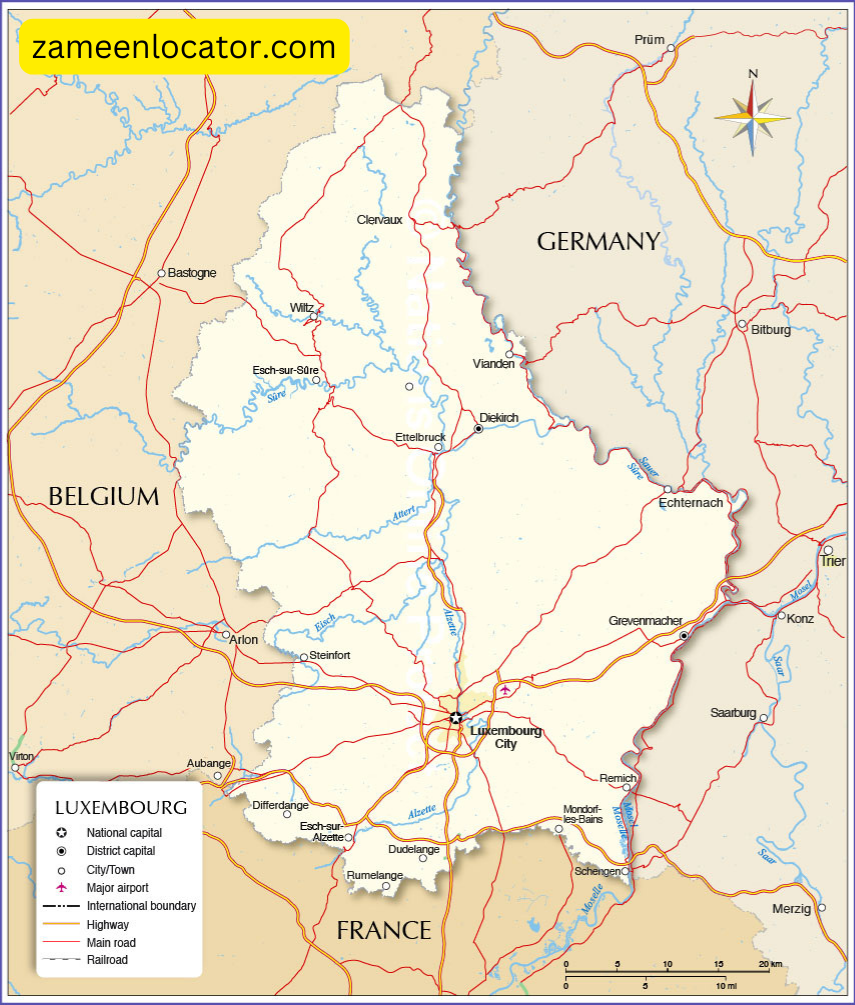 zameenlocator.com
Prüm
N
Clervaux
GERMANY
Bastogne
Wiltz
Bitburg
Vianden
Esch-sur-Sûre
Sûre
Diekirch
Ettelbruck
Sauer
Sûre
BELGIUM
Echternach
Attert
Trier
Mosel
Eisch
Alzette
Grevenmacher
Konz
Arlon
Steinfort
Saar
Saarburg
Luxembourg
City
Virton
Aubange
Remich
LUXEMBOURG
Differdange
Alzette
Mondorf-
les-Bains
Mosel
Moselle
National capital
Esch-sur-
Alzette
District capital
Dudelange
Saar
City/Town
Schengen
Rumelange
Major airport
Moselle
International boundary
Merzig
Highway
FRANCE
Main road
Railroad
0 5 10 15 20 km
0 5 10 mi